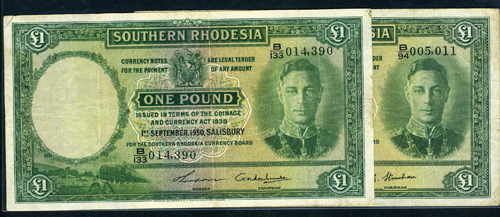 £1 SOUTHERN RHODESIA £1
CURRENCY NOTES ARE LEGAL TENDER
FOR THE PAYMENT OF ANY AMOUNT
B/133 014,390
ONE POUND
ISSUED IN TERMS OF THE COINAGE
AND CURRENCY ACT 1938
1ST SEPTEMBER 1950, SALISBURY
FOR THE SOUTHERN RHODESIA CURRENCY BOARD
B/133 014,390
MEMBER CHAIRMAN
£1 £1
ESIA £1
B/94 005,011
CHAIRMAN
£1